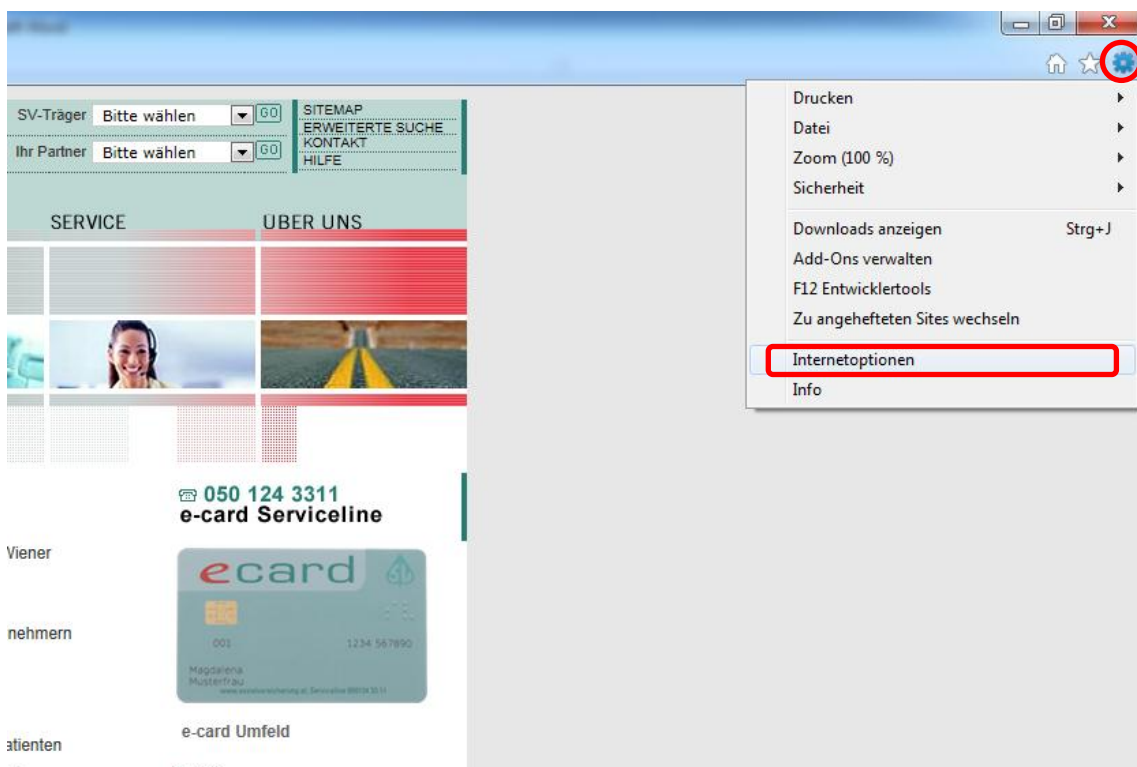 SV-Träger Bitte wählen GO
Ihr Partner Bitte wählen GO
SITEMAP
ERWEITERTE SUCHE
KONTAKT
HILFE
SERVICE
ÜBER UNS
Drucken
Datei
Zoom (100 %)
Sicherheit
Downloads anzeigen Strg+J
Add-Ons verwalten
F12 Entwicklertools
Zu angehefteten Sites wechseln
Internetoptionen
Info
050 124 3311
e-card Serviceline
Viener
nehmern
atienten
ecard
SV
001 1234 567890
Magdalena
Musterfrau
e-card Umfeld